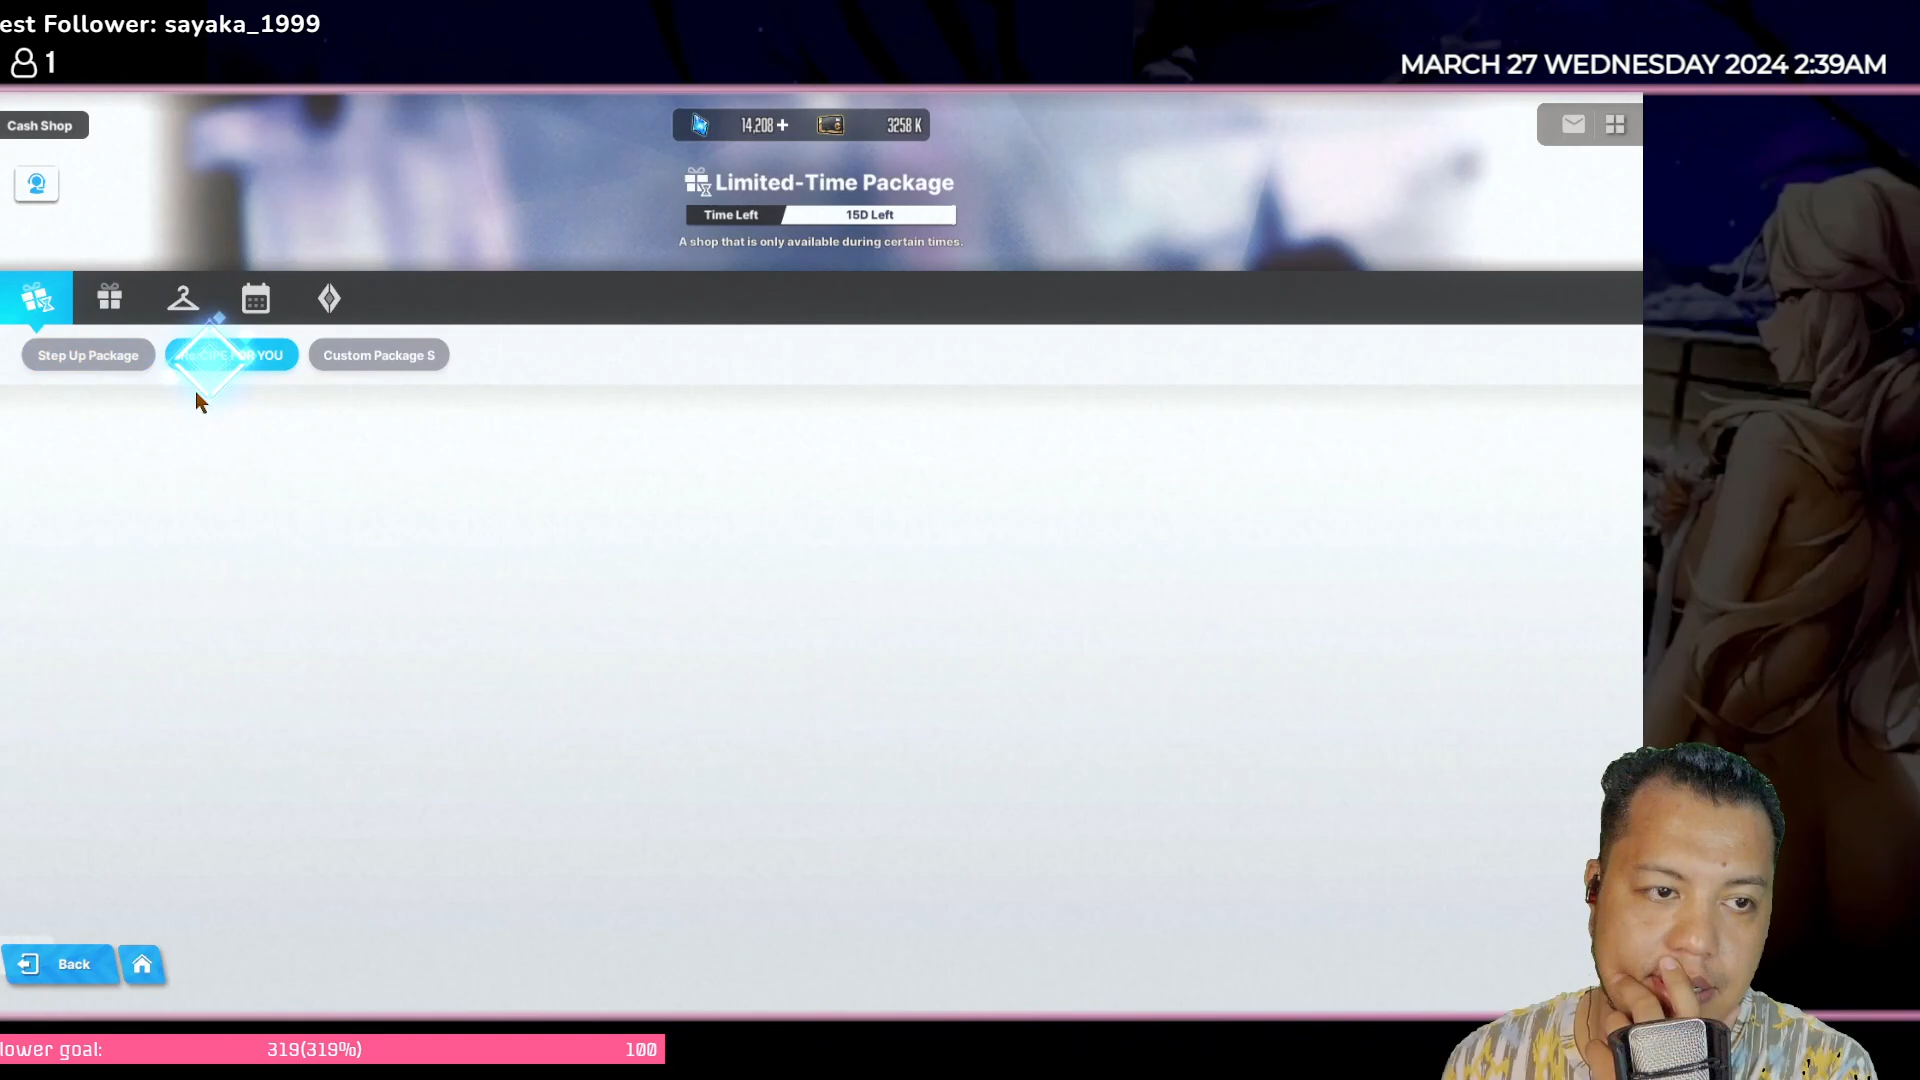 est Follower: sayaka_1999
1
MARCH 27 WEDNESDAY 2024 2:39AM
Cash Shop
14,208 +
3258 K
Limited-Time Package
Time Left
15D Left
A shop that is only available during certain times.
Step Up Package
FOR YOU
Custom Package S
Back
lower goal:
319(319%)
100